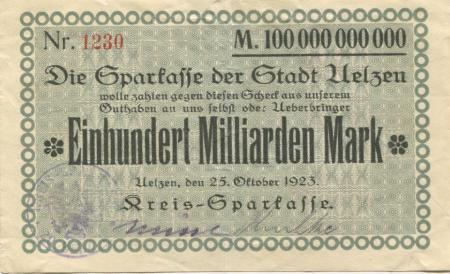 Nr. 1230 M. 100 000 000 000
Die Sparkasse der Stadt Uelzen
wolle zahlen gegen diesen Scheck aus unserem
Guthaben an uns selbst oder Ueberbringer
Einhundert Milliarden Mark
Uelzen, den 25. Oktober 1923.
Kreis-Sparkasse.